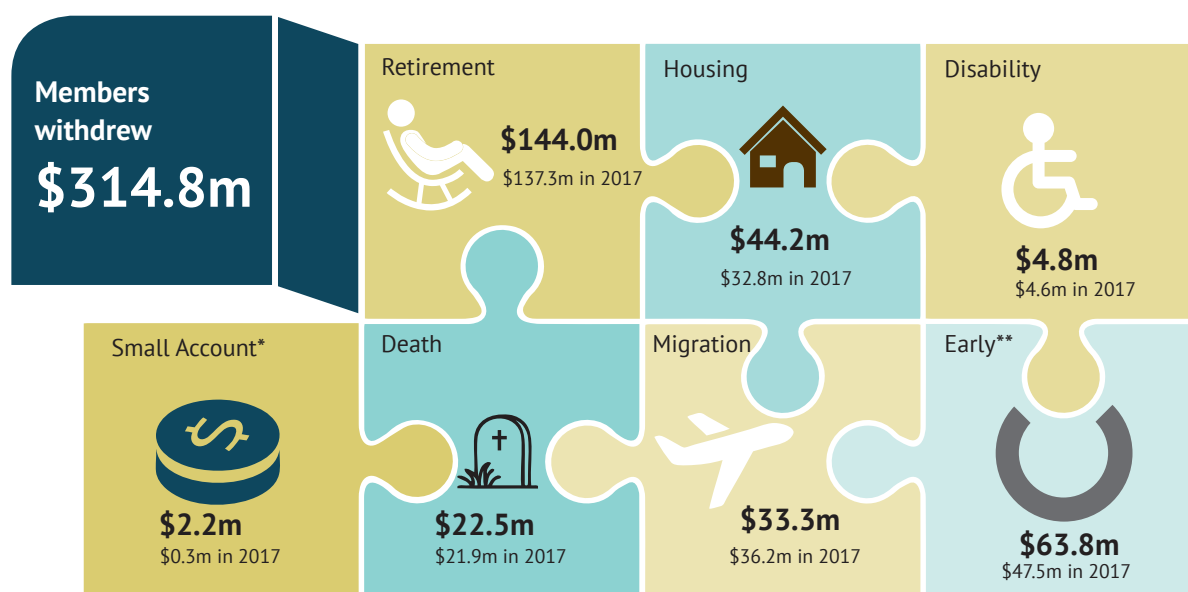 Members
withdrew
$314.8m
Retirement
$144.0m
$137.3m in 2017
Housing
$44.2m
$32.8m in 2017
Disability
$4.8m
$4.6m in 2017
Small Account*
$
$2.2m
$0.3m in 2017
Death
$22.5m
$21.9m in 2017
Migration
$33.3m
$36.2m in 2017
Early**
$63.8m
$47.5m in 2017